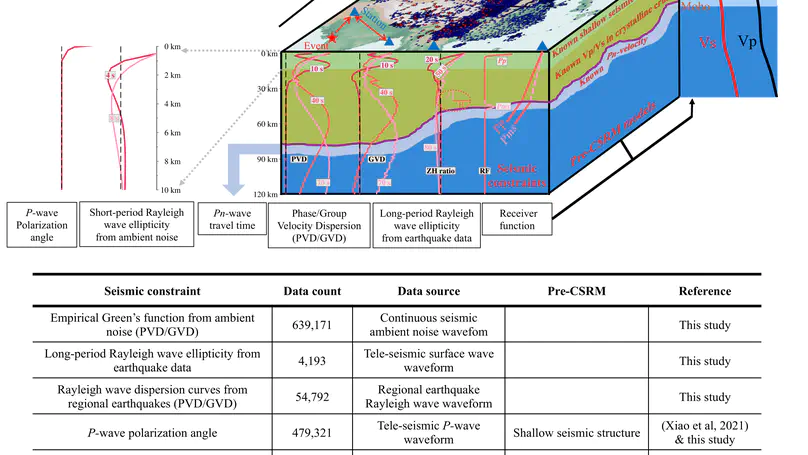 Moho
Station
Event
Vs
Vp
Known shallow seismic
Known Vp/Vs in crystalline cru
Known Pn-velocity
Pre-CSRM models
0 km
2 km
4 km
6 km
8 km
10 km
4 s
0 km
30 km
60 km
90 km
120 km
10 s
10 s
20 s
40 s
40 s
Pp
Pms
Pp
Pms
PVD
GVD
ZH ratio
RF
Seismic
constraints
P-wave
Polarization
angle
Short-period Rayleigh
wave ellipticity
from ambient noise
Pn-wave
travel time
Phase/Group
Velocity Dispersion
(PVD/GVD)
Long-period Rayleigh
wave ellipticity
from earthquake data
Receiver
function
Seismic constraint Data count Data source Pre-CSRM Reference
Empirical Green's function from ambient
noise (PVD/GVD)
639,171
Continuous seismic
ambient noise wavefom
This study
Long-period Rayleigh wave ellipticity from
earthquake data
4,193
Tele-seismic surface wave
waveform
This study
Rayleigh wave dispersion curves from
regional earthquakes (PVD/GVD)
54,792
Regional earthquake
Rayleigh wave waveform
This study
P-wave polarization angle
479,321
Tele-seismic P-wave
waveform
Shallow seismic structure
(Xiao et al, 2021)
& this study